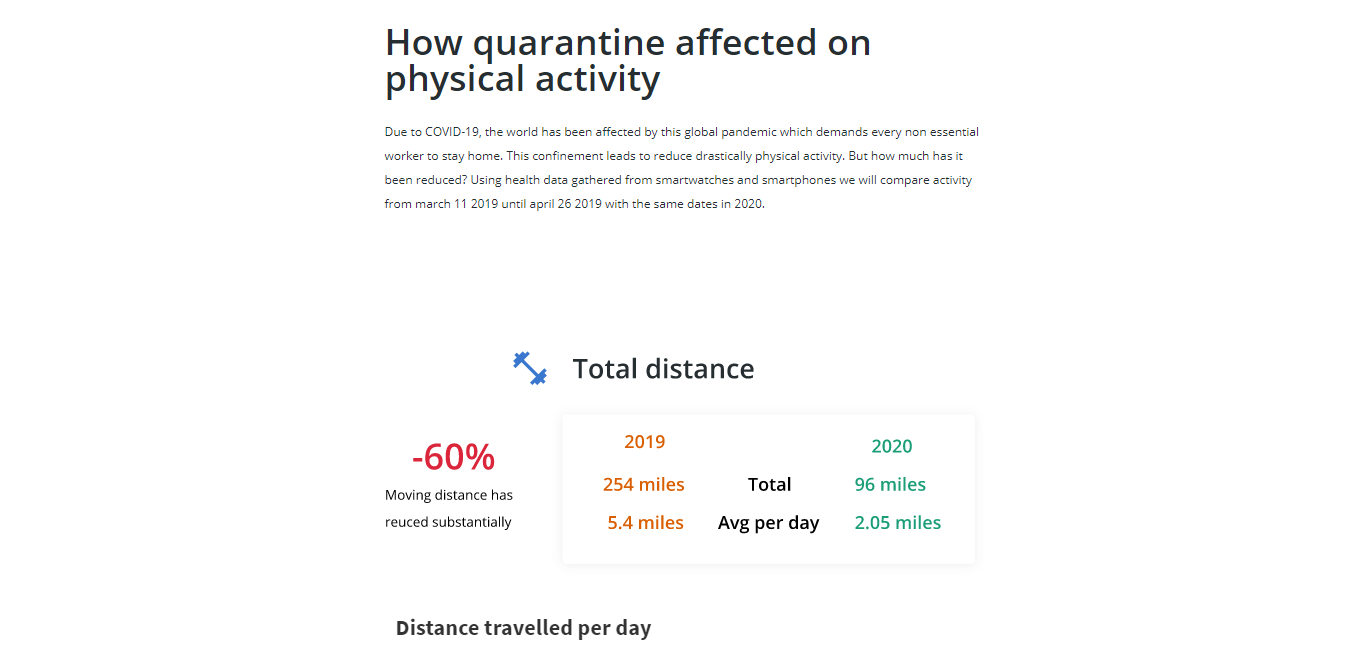 How quarantine affected on
physical activity
Due to COVID-19, the world has been affected by this global pandemic which demands every non essential
worker to stay home. This confinement leads to reduce drastically physical activity. But how much has it
been reduced? Using health data gathered from smartwatches and smartphones we will compare activity
from march 11 2019 until april 26 2019 with the same dates in 2020.
Total distance
-60%
Moving distance has
reuced substantially
2019 2020
254 miles Total 96 miles
5.4 miles Avg per day 2.05 miles
Distance travelled per day